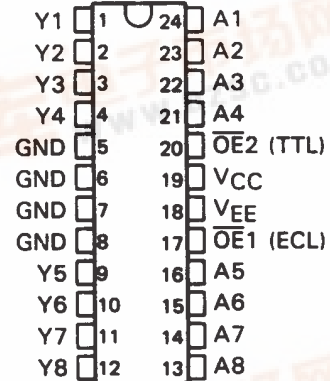 Y1 1 24 A1
Y2 2 23 A2
Y3 3 22 A3
Y4 4 21 A4
GND 5 20 O̅E̅2 (TTL)
GND 6 19 VCC
GND 7 18 VEE
GND 8 17 O̅E̅1 (ECL)
Y5 9 16 A5
Y6 10 15 A6
Y7 11 14 A7
Y8 12 13 A8